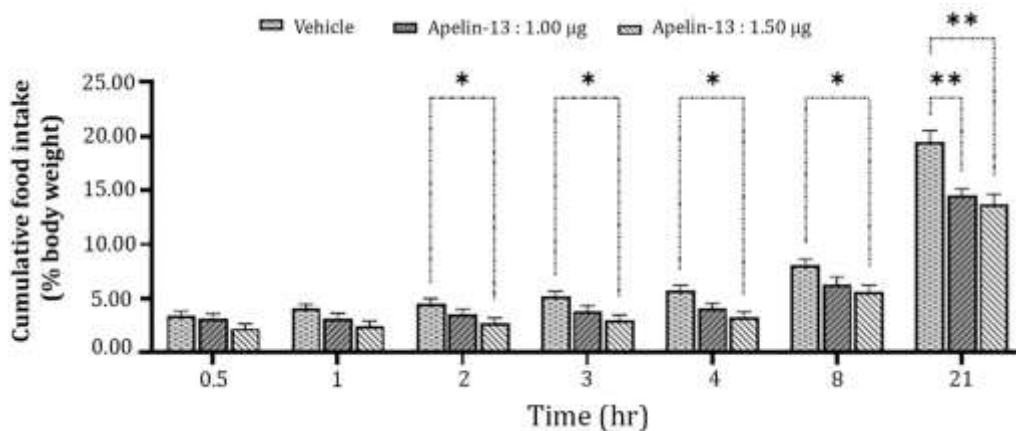 Vehicle Apelin-13 : 1.00 µg Apelin-13 : 1.50 µg
**
* * * * **
25.00
20.00
15.00
10.00
5.00
0.00
Cumulative food intake
(% body weight)
0.5 1 2 3 4 8 21
Time (hr)